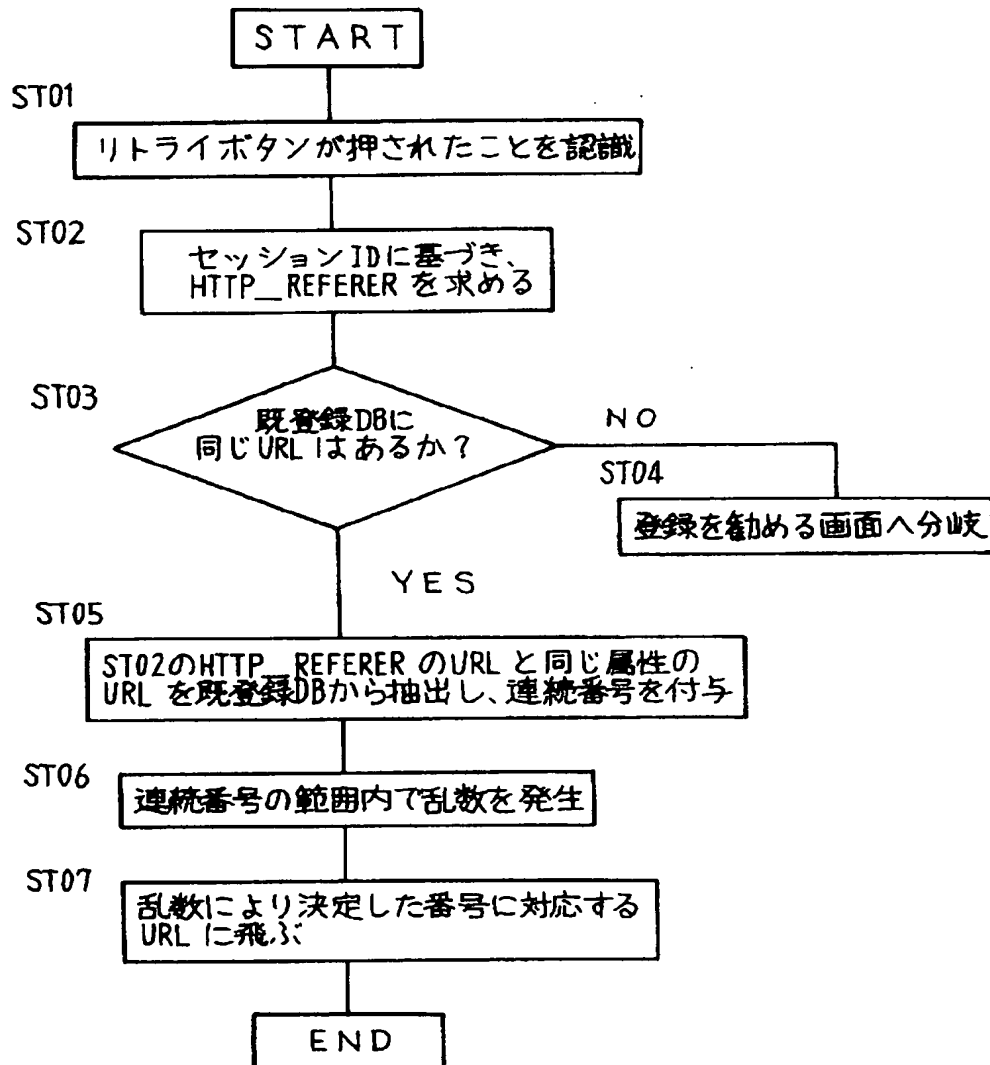 START
ST01
リトライボタンが押されたことを認識
ST02
セッションIDに基づき、
HTTP__REFERER を求める
ST03
既登録DBに
同じURL はあるか？
NO
ST04
登録を勧める画面へ分岐
YES
ST05
ST02のHTTP__REFERER のURL と同じ属性の
URL を既登録DBから抽出し、連続番号を付与
ST06
連続番号の範囲内で乱数を発生
ST07
乱数により決定した番号に対応する
URL に飛ぶ
END